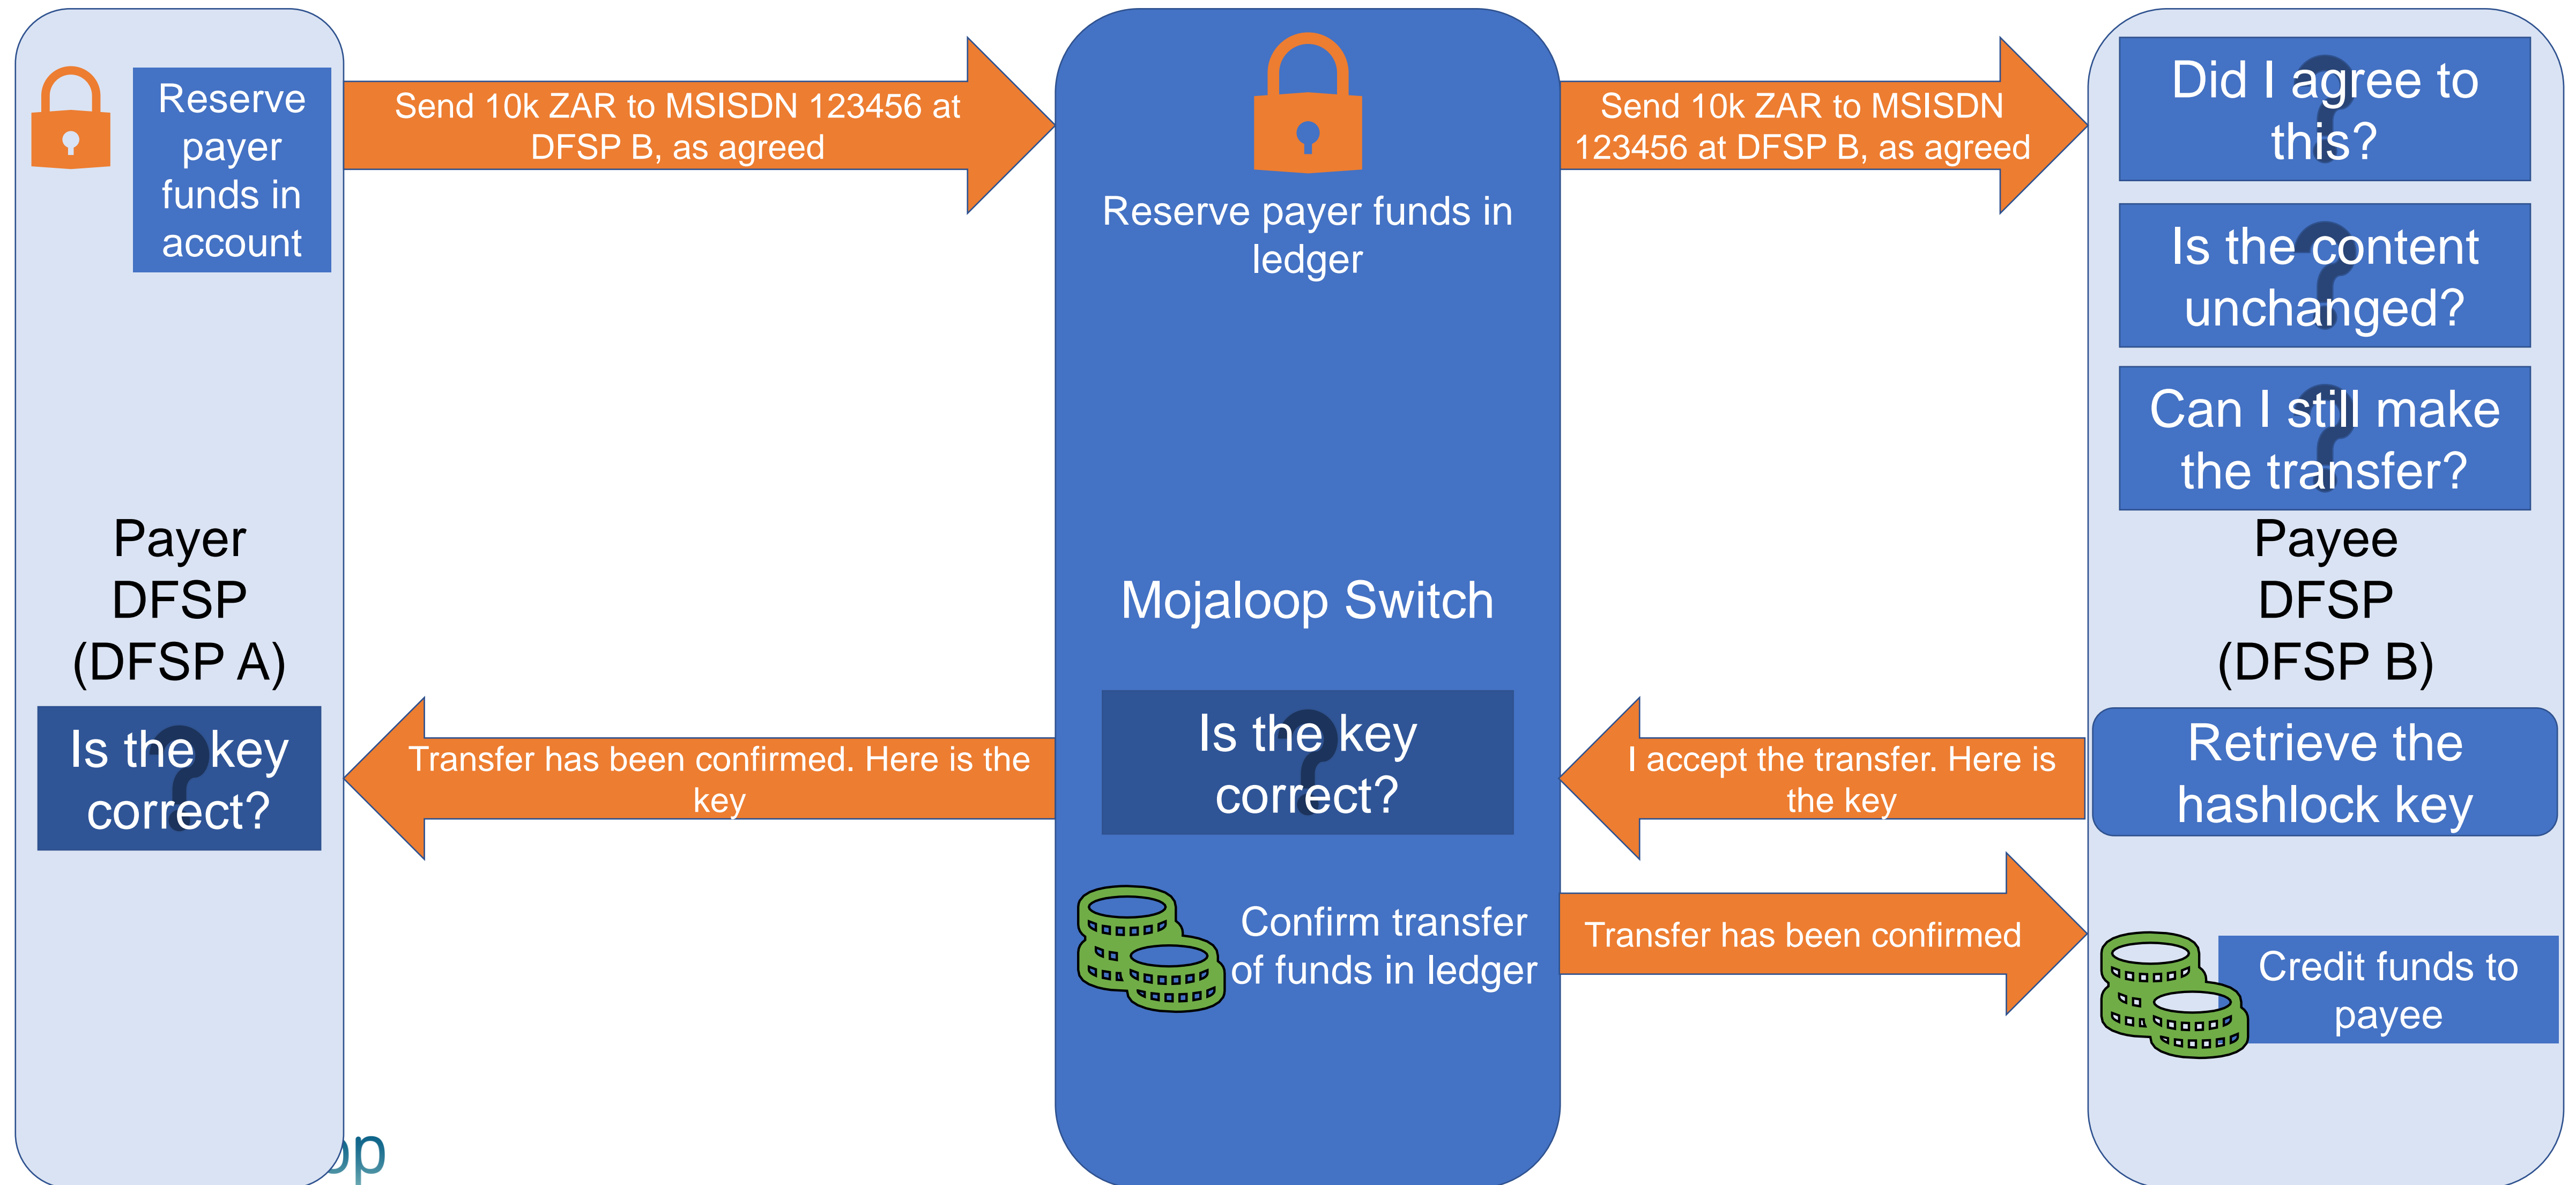 Reserve
payer
funds in
account
Send 10k ZAR to MSISDN 123456 at
DFSP B, as agreed
Reserve payer funds in
ledger
Send 10k ZAR to MSISDN
123456 at DFSP B, as agreed
Did I agree to
this?
Is the content
unchanged?
Can I still make
the transfer?
Payer
DFSP
(DFSP A)
Mojaloop Switch
Payee
DFSP
(DFSP B)
Is the key
correct?
Transfer has been confirmed. Here is the
key
Is the key
correct?
I accept the transfer. Here is
the key
Retrieve the
hashlock key
Confirm transfer
of funds in ledger
Transfer has been confirmed
Credit funds to
payee